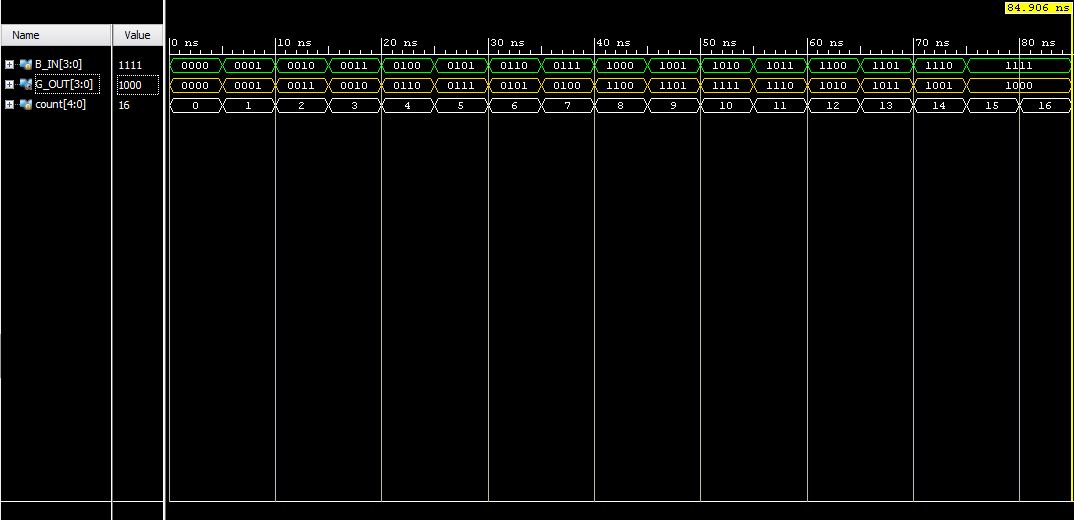 84.906 ns
Name Value
0 ns 10 ns 20 ns 30 ns 40 ns 50 ns 60 ns 70 ns 80 ns
B_IN[3:0] 1111 0000 0001 0010 0011 0100 0101 0110 0111 1000 1001 1010 1011 1100 1101 1110 1111
G_OUT[3:0] 1000 0000 0001 0011 0010 0110 0111 0101 0100 1100 1101 1111 1110 1010 1011 1001 1000
count[4:0] 16 0 1 2 3 4 5 6 7 8 9 10 11 12 13 14 15 16